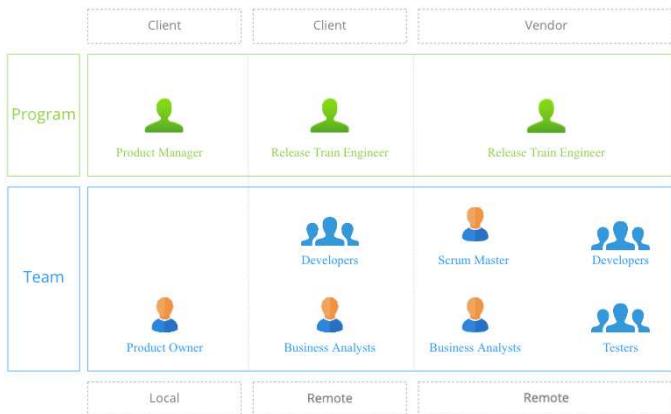 Client
Client
Vendor
Program
Product Manager
Release Train Engineer
Release Train Engineer
Team
Developers
Scrum Master
Developers
Product Owner
Business Analysts
Business Analysts
Testers
Local
Remote
Remote